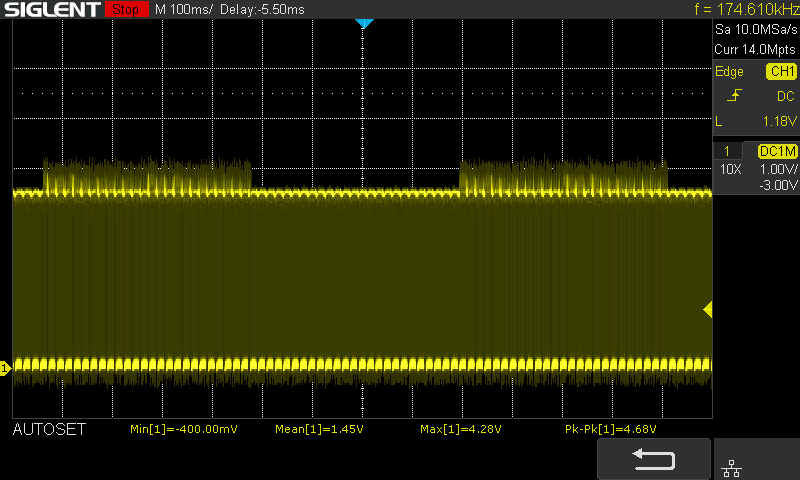 SIGLENT Stop M 100ms/ Delay:-5.50ms f = 174.610kHz
Sa 10.0MSa/s
Curr 14.0Mpts
Edge CH1
DC
L 1.18V
1 DC1M
10X 1.00V/
-3.00V
1
AUTOSET Min[1]=-400.00mV Mean[1]=1.45V Max[1]=4.28V Pk-Pk[1]=4.68V